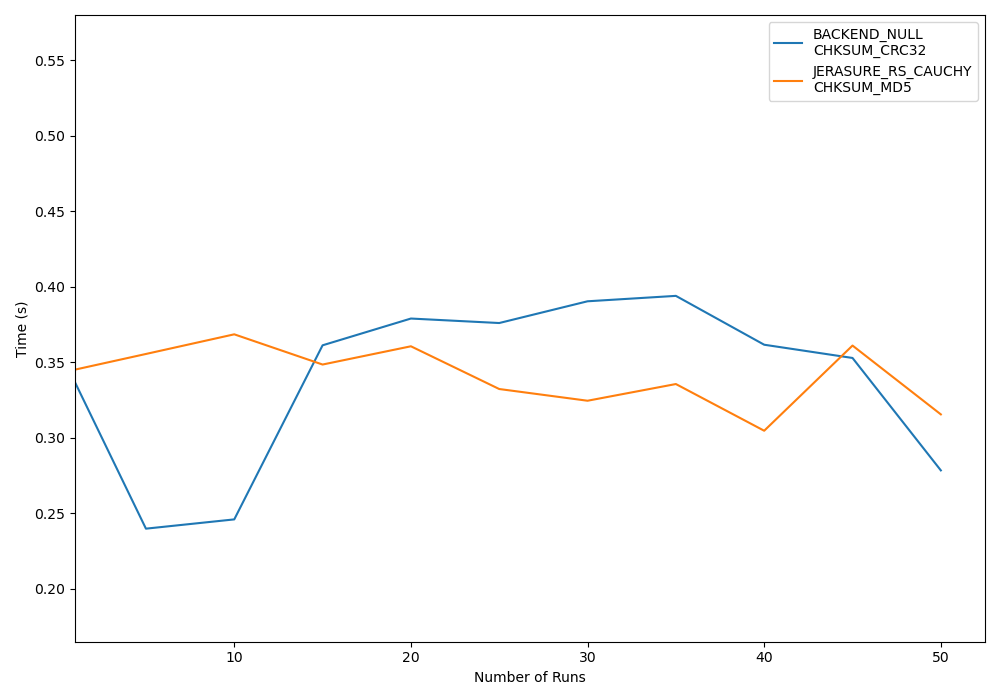 BACKEND_NULL
CHKSUM_CRC32
JERASURE_RS_CAUCHY
CHKSUM_MD5
0.55
0.50
0.45
0.40
0.35
0.30
0.25
0.20
Time (s)
10 20 30 40 50
Number of Runs